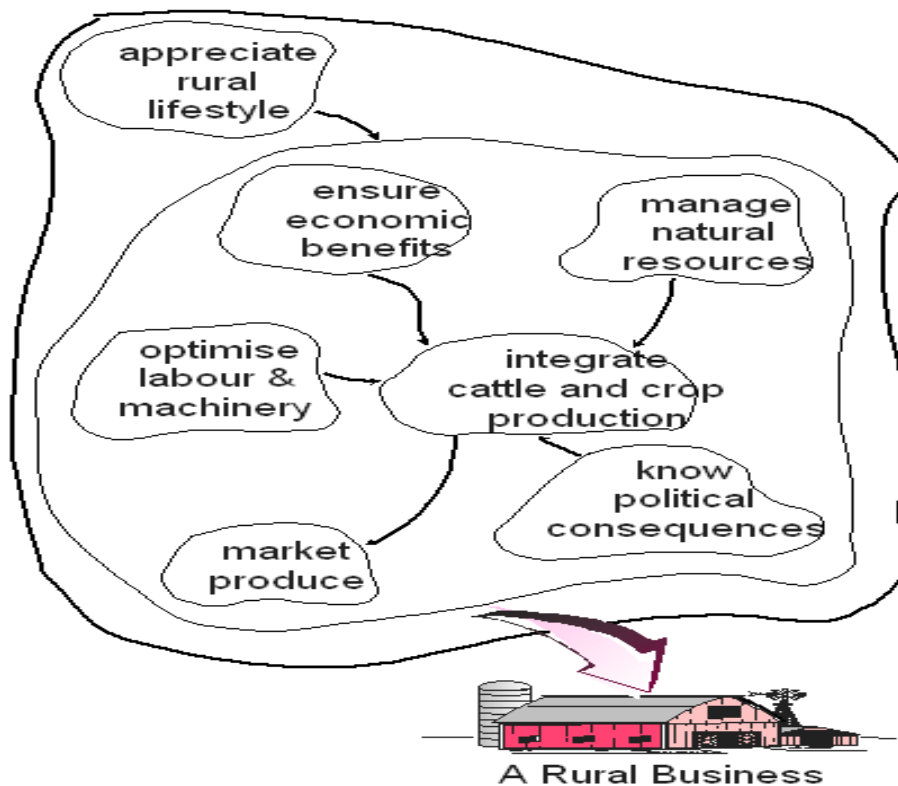 appreciate
rural
lifestyle
ensure
economic
benefits
manage
natural
resources
optimise
labour &
machinery
integrate
cattle and crop
production
know
political
consequences
market
produce
A Rural Business